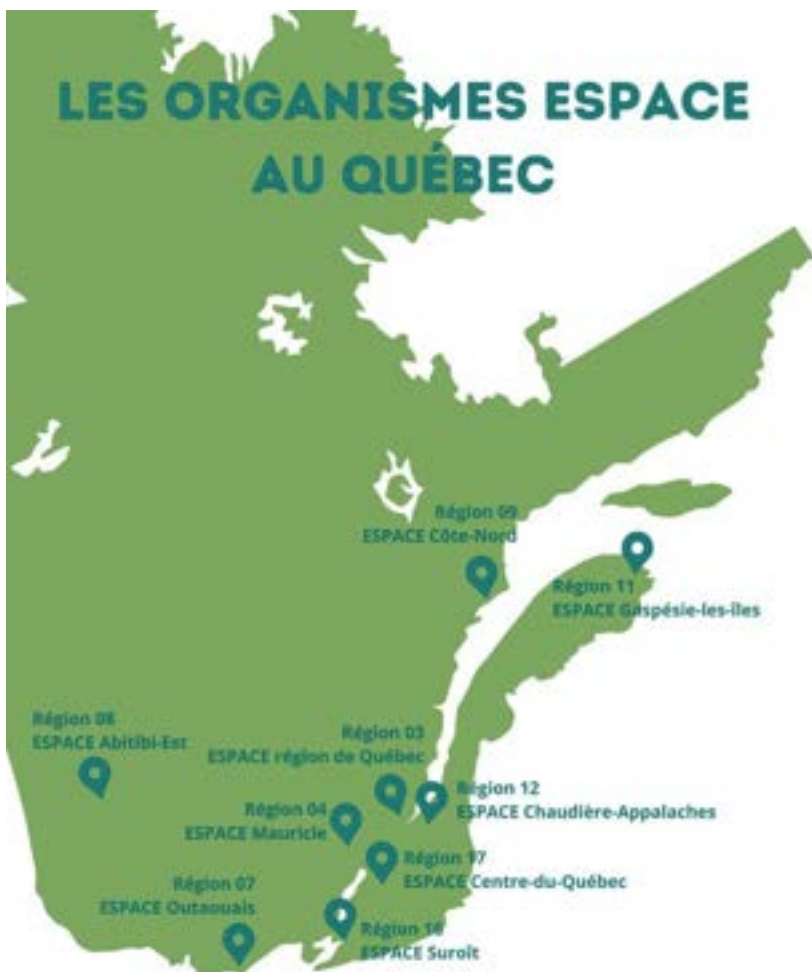 LES ORGANISMES ESPACE
AU QUÉBEC
Région 09
ESPACE Côte-Nord
Région 11
ESPACE Gaspésie-les-îles
Région 08
ESPACE Abitibi-Est
Région 03
ESPACE région de Québec
Région 12
ESPACE Chaudière-Appalaches
Région 04
ESPACE Mauricie
Région 17
ESPACE Centre-du-Québec
Région 07
ESPACE Outaouais
Région 16
ESPACE Suroît